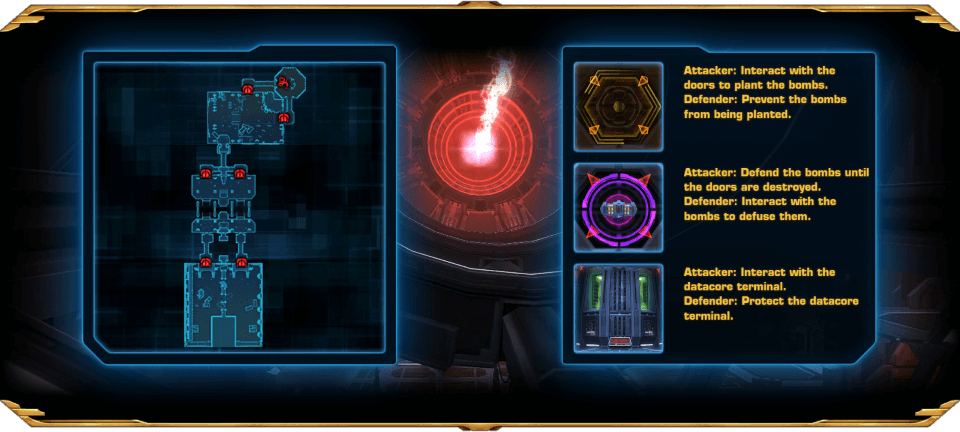 Attacker: Interact with the
doors to plant the bombs.
Defender: Prevent the bombs
from being planted.
Attacker: Defend the bombs until
the doors are destroyed.
Defender: Interact with the
bombs to defuse them.
Attacker: Interact with the
datacore terminal.
Defender: Protect the datacore
terminal.